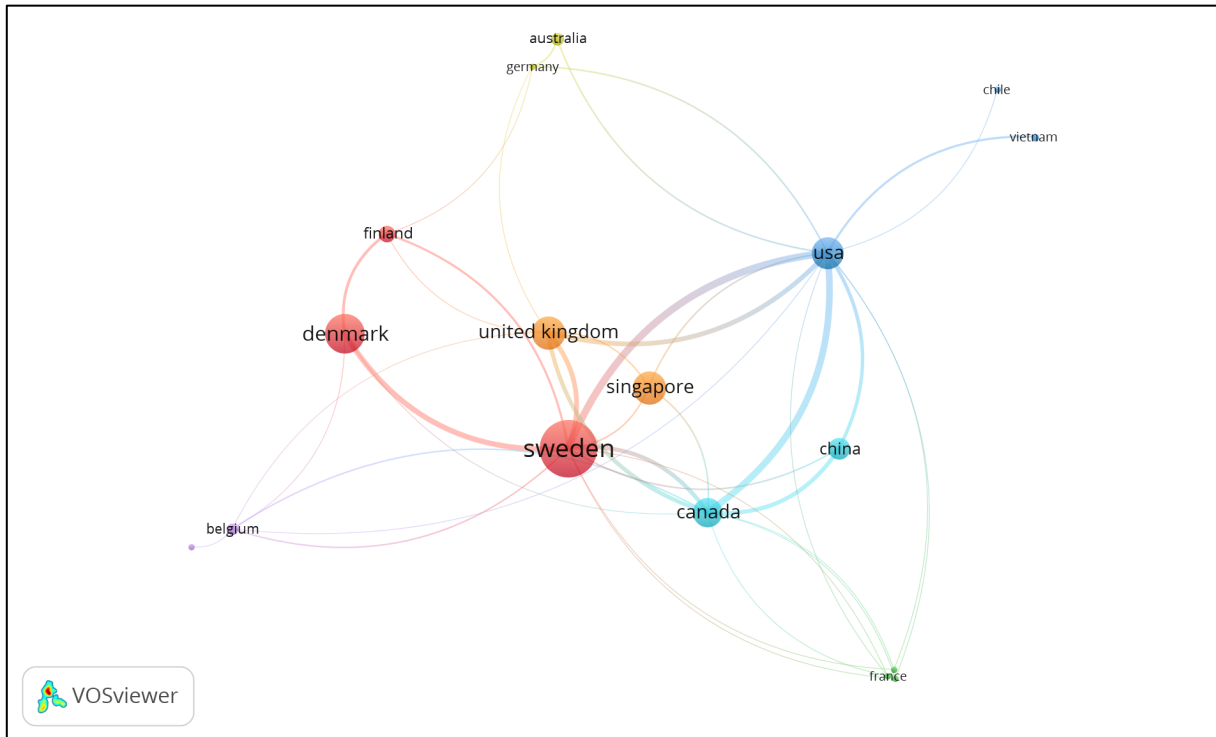 australia
germany
chile
vietnam
finland
usa
denmark
united kingdom
singapore
sweden
china
canada
belgium
france
VOSviewer